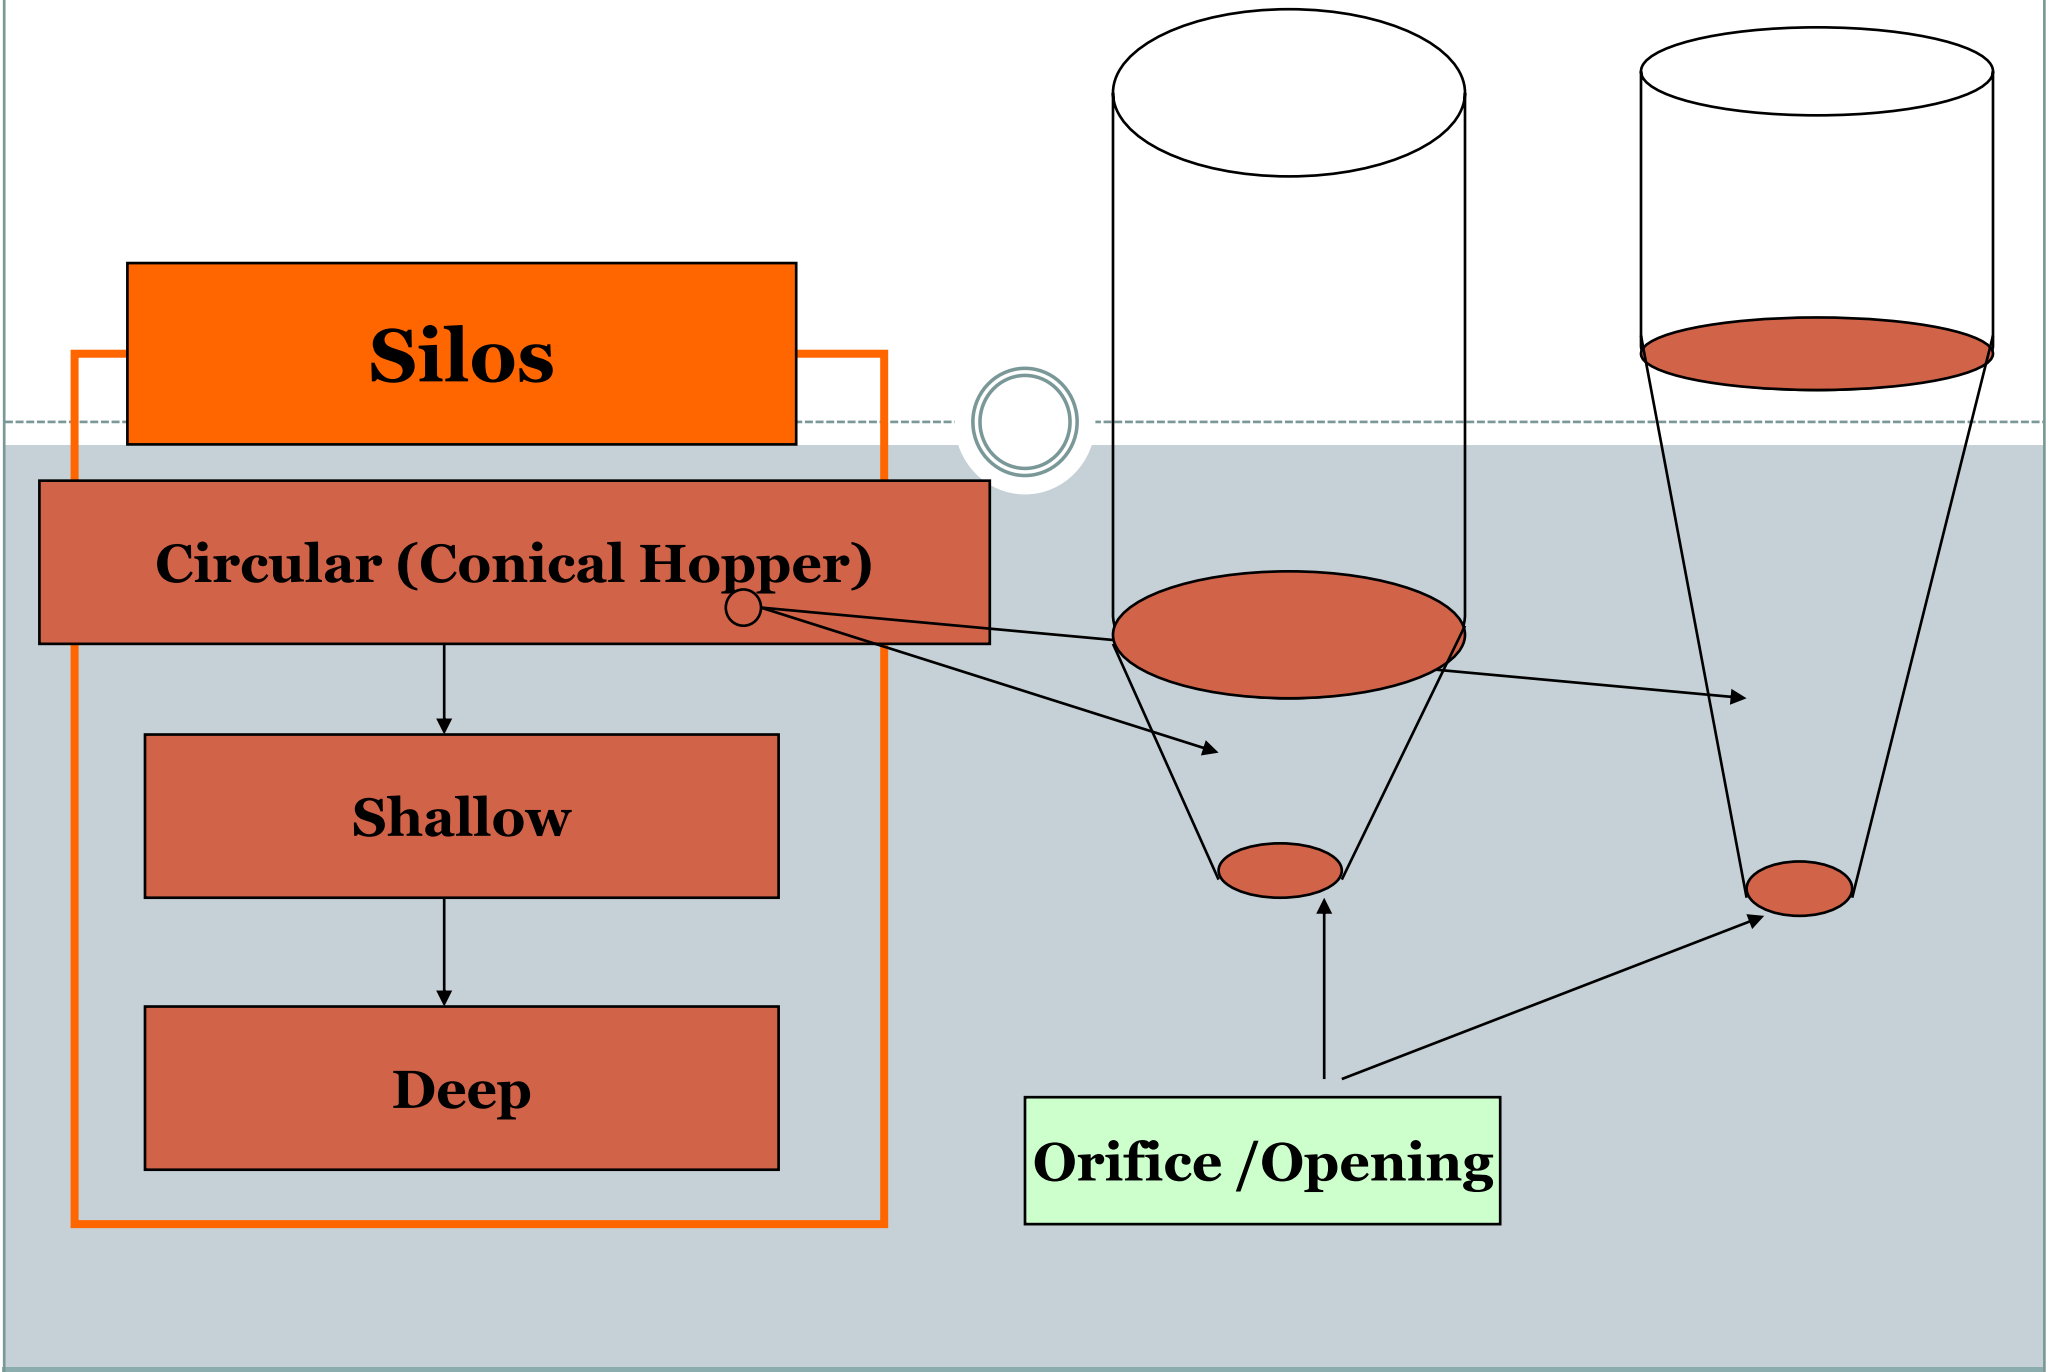 Silos
Circular (Conical Hopper)
Shallow
Deep
Orifice /Opening